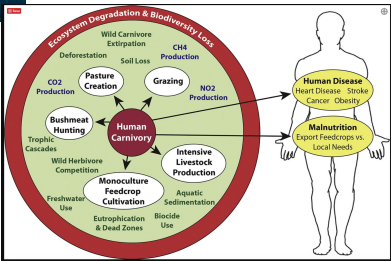 Save
Ecosystem Degradation & Biodiversity Loss
Wild Carnivore
Extirpation
CH4
Production
Deforestation
Soil Loss
CO2
Production
Pasture
Creation
Grazing
NO2
Production
Human Disease
Heart Disease Stroke
Cancer Obesity
Bushmeat
Hunting
Human
Carnivory
Malnutrition
Export Feedcrops vs.
Local Needs
Trophic
Cascades
Intensive
Livestock
Production
Wild Herbivore
Competition
Monoculture
Feedcrop
Cultivation
Aquatic
Sedimentation
Freshwater
Use
Eutrophication
& Dead Zones
Biocide
Use